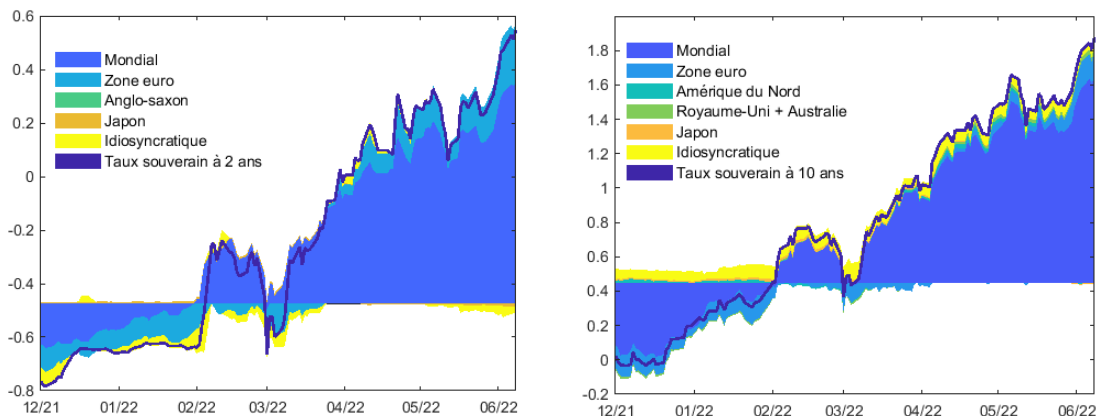 0.6
0.4
0.2
0
-0.2
-0.4
-0.6
-0.8
Mondial
Zone euro
Anglo-saxon
Japon
Idiosyncratique
Taux souverain à 2 ans
12/21 01/22 02/22 03/22 04/22 05/22 06/22
1.8
1.6
1.4
1.2
1
0.8
0.6
0.4
0.2
0
-0.2
Mondial
Zone euro
Amérique du Nord
Royaume-Uni + Australie
Japon
Idiosyncratique
Taux souverain à 10 ans
12/21 01/22 02/22 03/22 04/22 05/22 06/22